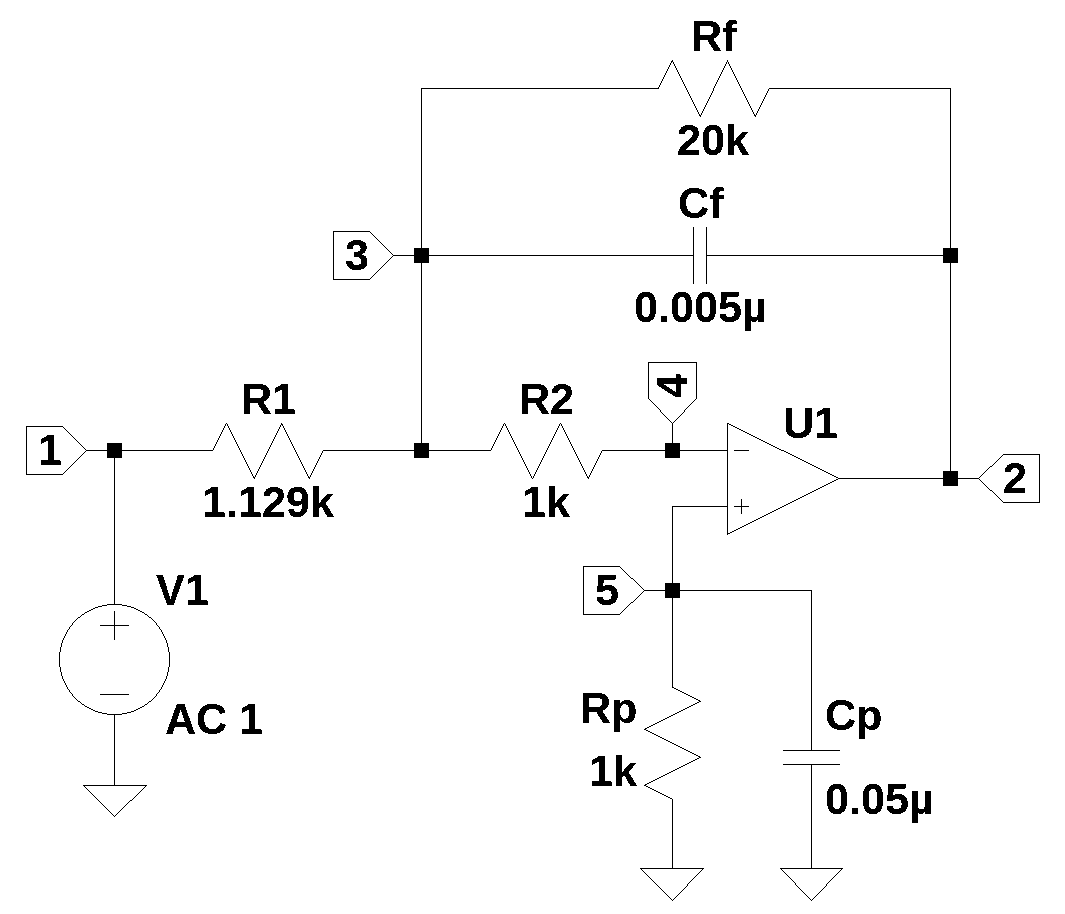 Rf
20k
Cf
3
0.005µ
4
R1
R2
U1
1
−
1.129k
1k
2
+
5
V1
+
−
AC 1
Rp
1k
Cp
0.05µ